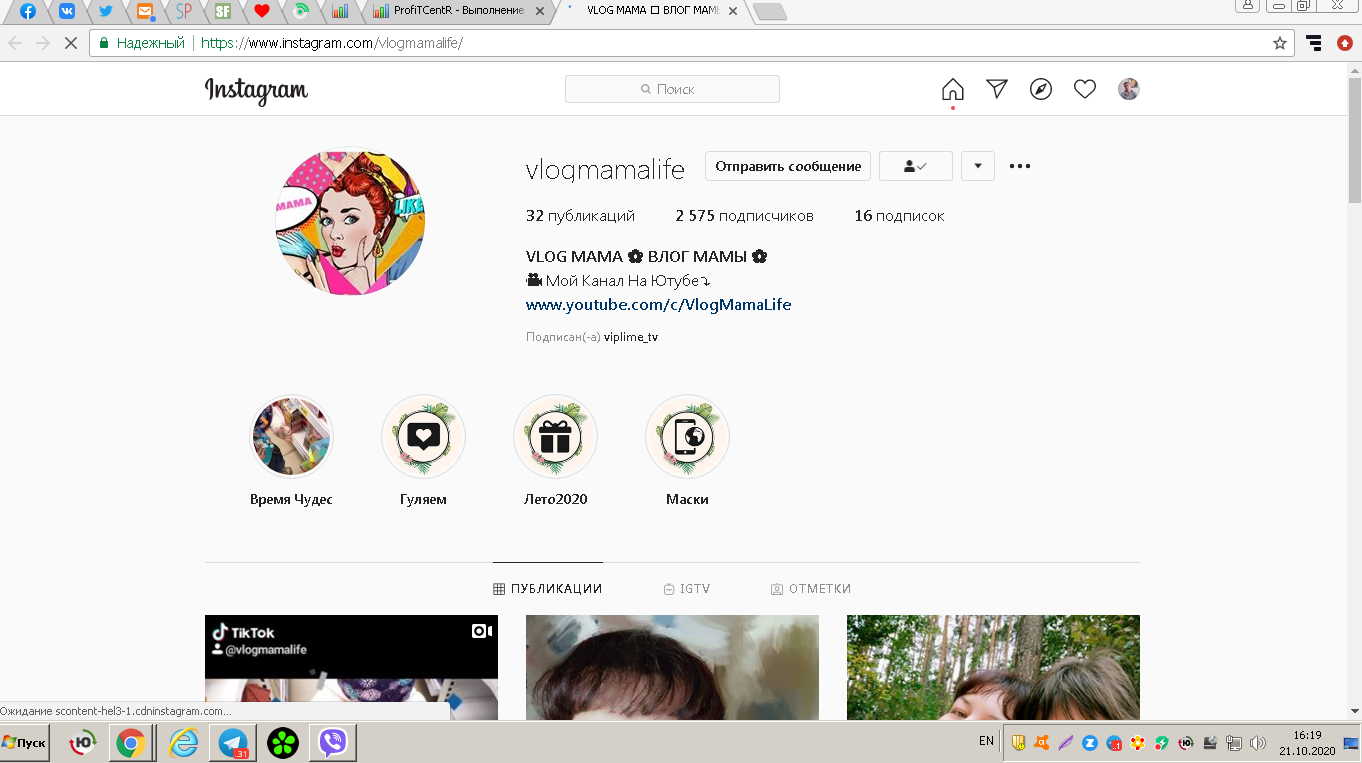 SP
SF
ProfiTCentR - Выполнение
VLOG MAMA □ ВЛОГ МАМЫ
Надежный
https://www.instagram.com/vlogmamalife/
Instagram
Поиск
MAMA
LIKE
vlogmamalife
Отправить сообщение
32 публикаций
2 575 подписчиков
16 подписок
VLOG MAMA ✿ ВЛОГ МАМЫ ✿
Мой Канал На Ютубе⤵
www.youtube.com/c/VlogMamaLife
Подписан(-а) viplime_tv
Время Чудес
Гуляем
Лето2020
Маски
ПУБЛИКАЦИИ
IGTV
ОТМЕТКИ
TikTok
@vlogmamalife
Ожидание scontent-hel3-1.cdninstagram.com...
Пуск
31
EN
16:19
21.10.2020